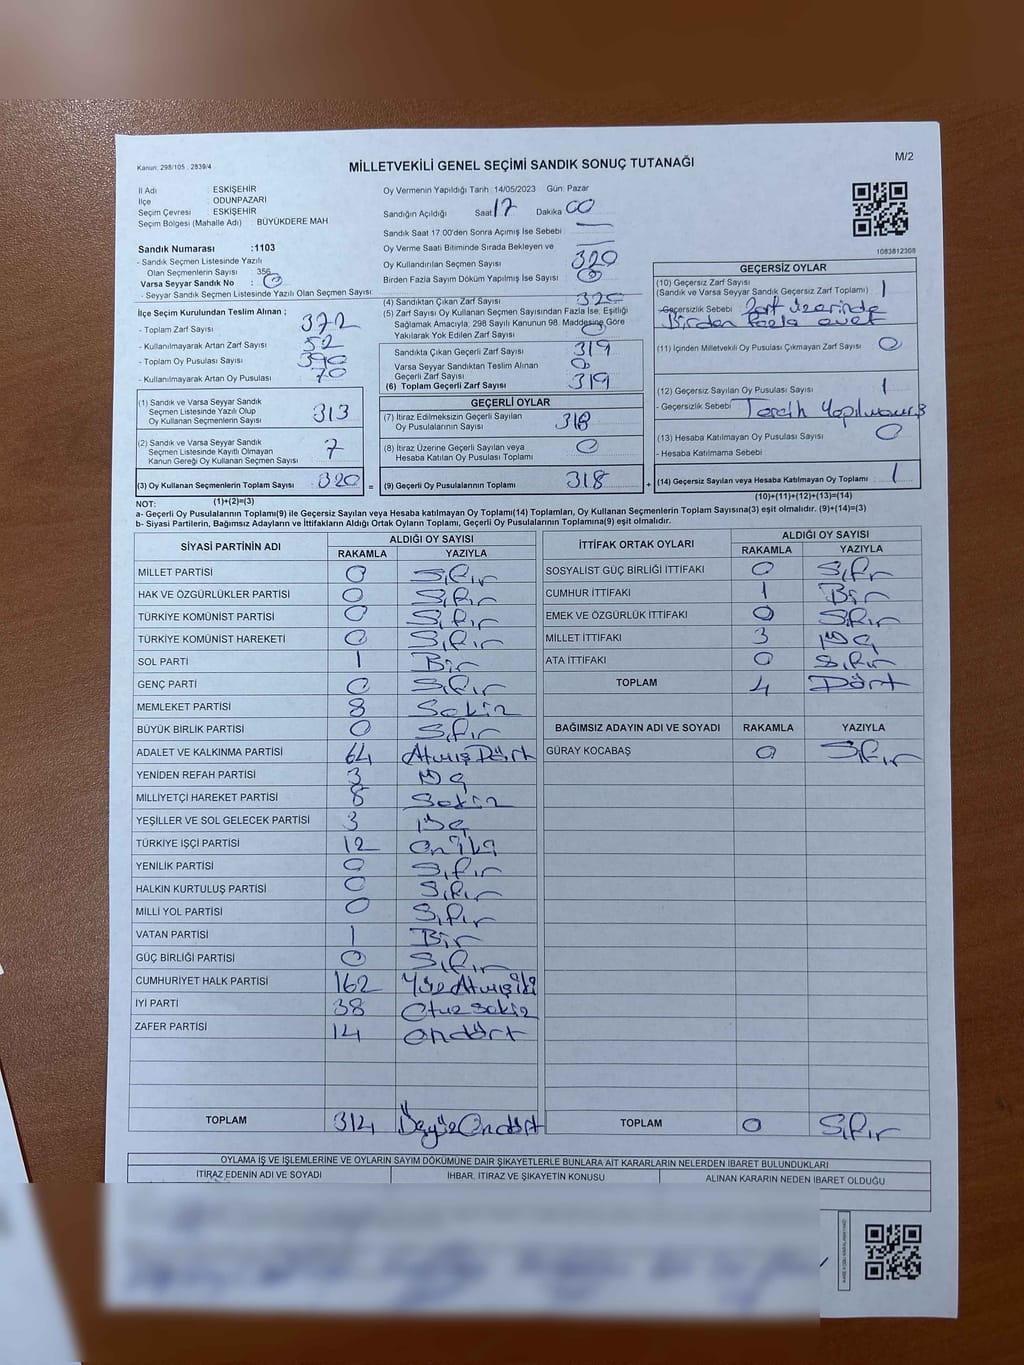 Kanun: 298/105 , 2839/4
MİLLETVEKİLİ GENEL SEÇİMİ SANDIK SONUÇ TUTANAĞI
M/2
İl Adı ESKİŞEHİR
İlçe ODUNPAZARI
Seçim Çevresi ESKİŞEHİR
Seçim Bölgesi (Mahalle Adı) BÜYÜKDERE MAH
Sandık Numarası :1103
- Sandık Seçmen Listesinde Yazılı
Olan Seçmenlerin Sayısı : 356
Varsa Seyyar Sandık No : 0
- Seyyar Sandık Seçmen Listesinde Yazılı Olan Seçmen Sayısı:
Oy Vermenin Yapıldığı Tarih :14/05/2023 Gün: Pazar
Sandığın Açıldığı Saat 17 Dakika 00
Sandık Saat 17.00'den Sonra Açımış İse Sebebi
Oy Verme Saati Bitiminde Sırada Bekleyen ve
Oy Kullandırılan Seçmen Sayısı 320
Birden Fazla Sayım Döküm Yapılmış İse Sayısı 0
1083812308
İlçe Seçim Kurulundan Teslim Alınan ;
- Toplam Zarf Sayısı 372
- Kullanılmayarak Artan Zarf Sayısı 52
- Toplam Oy Pusulası Sayısı 390
- Kullanılmayarak Artan Oy Pusulası 70
(1) Sandık ve Varsa Seyyar Sandık
Seçmen Listesinde Yazılı Olup
Oy Kullanan Seçmenlerin Sayısı 313
(2) Sandık ve Varsa Seyyar Sandık
Seçmen Listesinde Kayıtlı Olmayan
Kanun Gereği Oy Kullanan Seçmen Sayısı 7
(3) Oy Kullanan Seçmenlerin Toplam Sayısı 320 =
(1)+(2)=(3)
(4) Sandıktan Çıkan Zarf Sayısı 320
(5) Zarf Sayısı Oy Kullanan Seçmen Sayısından Fazla İse, Eşitliği
Sağlamak Amacıyla, 298 Sayılı Kanunun 98. Maddesine Göre
Yakılarak Yok Edilen Zarf Sayısı 0
Sandıkta Çıkan Geçerli Zarf Sayısı 319
Varsa Seyyar Sandıktan Teslim Alınan
Geçerli Zarf Sayısı 0
(6) Toplam Geçerli Zarf Sayısı 319
GEÇERLİ OYLAR
(7) İtiraz Edilmeksizin Geçerli Sayılan
Oy Pusulalarının Sayısı 318
(8) İtiraz Üzerine Geçerli Sayılan veya
Hesaba Katılan Oy Pusulası Toplamı 0
(9) Geçerli Oy Pusulalarının Toplamı 318 +
GEÇERSİZ OYLAR
(10) Geçersiz Zarf Sayısı
(Sandık ve Varsa Seyyar Sandık Geçersiz Zarf Toplamı) 1
-Geçersizlik Sebebi Zarf üzerinde
Birden fazla evet
(11) İçinden Milletvekili Oy Pusulası Çıkmayan Zarf Sayısı 0
(12) Geçersiz Sayılan Oy Pusulası Sayısı 1
- Geçersizlik Sebebi Tercih Yapılmamış
(13) Hesaba Katılmayan Oy Pusulası Sayısı 0
- Hesaba Katılmama Sebebi
(14) Geçersiz Sayılan veya Hesaba Katılmayan Oy Toplamı 1
(10)+(11)+(12)+(13)=(14)
NOT:
a- Geçerli Oy Pusulalarının Toplamı(9) ile Geçersiz Sayılan veya Hesaba Katılmayan Oy Toplamı(14) Toplamları, Oy Kullanan Seçmenlerin Toplam Sayısına(3) eşit olmalıdır. (9)+(14)=(3)
b- Siyasi Partilerin, Bağımsız Adayların ve İttifakların Aldığı Ortak Oyların Toplamı, Geçerli Oy Pusulalarının Toplamına(9) eşit olmalıdır.
SİYASİ PARTİNİN ADI ALDIĞI OY SAYISI
RAKAMLA YAZIYLA
MİLLET PARTİSİ 0 Sıfır
HAK VE ÖZGÜRLÜKLER PARTİSİ 0 Sıfır
TÜRKİYE KOMÜNİST PARTİSİ 0 Sıfır
TÜRKİYE KOMÜNİST HAREKETİ 0 Sıfır
SOL PARTİ 1 Bir
GENÇ PARTİ 0 Sıfır
MEMLEKET PARTİSİ 8 Sekiz
BÜYÜK BİRLİK PARTİSİ 0 Sıfır
ADALET VE KALKINMA PARTİSİ 64 Atmış Dört
YENİDEN REFAH PARTİSİ 3 Üç
MİLLİYETÇİ HAREKET PARTİSİ 8 Sekiz
YEŞİLLER VE SOL GELECEK PARTİSİ 3 Üç
TÜRKİYE İŞÇİ PARTİSİ 12 Oniki
YENİLİK PARTİSİ 0 Sıfır
HALKIN KURTULUŞ PARTİSİ 0 Sıfır
MİLLİ YOL PARTİSİ 0 Sıfır
VATAN PARTİSİ 1 Bir
GÜÇ BİRLİĞİ PARTİSİ 0 Sıfır
CUMHURİYET HALK PARTİSİ 162 Yüz Atmış iki
İYİ PARTİ 38 Otuz sekiz
ZAFER PARTİSİ 14 Ondört
TOPLAM 314 Üçyüz Ondört
İTTİFAK ORTAK OYLARI ALDIĞI OY SAYISI
RAKAMLA YAZIYLA
SOSYALİST GÜÇ BİRLİĞİ İTTİFAKI 0 Sıfır
CUMHUR İTTİFAKI 1 Bir
EMEK VE ÖZGÜRLÜK İTTİFAKI 0 Sıfır
MİLLET İTTİFAKI 3 Üç
ATA İTTİFAKI 0 Sıfır
TOPLAM 4 Dört
BAĞIMSIZ ADAYIN ADI VE SOYADI RAKAMLA YAZIYLA
GÜRAY KOCABAŞ 0 Sıfır
TOPLAM 0 Sıfır
OYLAMA İŞ VE İŞLEMLERİNE VE OYLARIN SAYIM DÖKÜMÜNE DAİR ŞİKAYETLERLE BUNLARA AİT KARARLARIN NELERDEN İBARET BULUNDUKLARI
İTİRAZ EDENİN ADI VE SOYADI İHBAR, İTİRAZ VE ŞİKAYETİN KONUSU ALINAN KARARIN NEDEN İBARET OLDUĞU